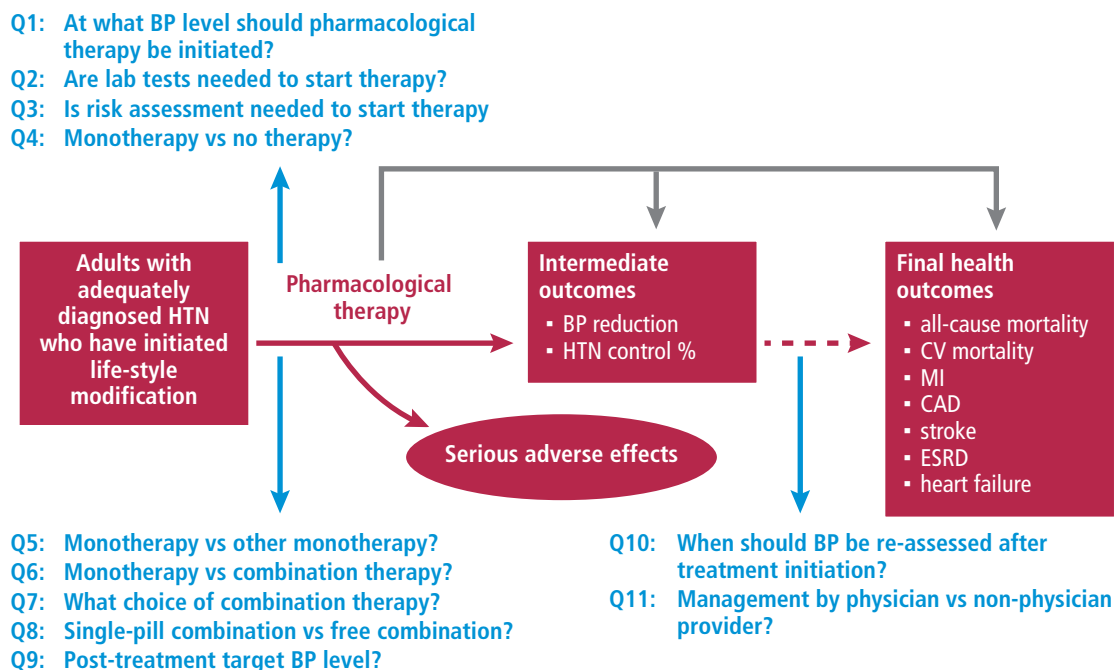 Q1: At what BP level should pharmacological
therapy be initiated?
Q2: Are lab tests needed to start therapy?
Q3: Is risk assessment needed to start therapy
Q4: Monotherapy vs no therapy?
Adults with
adequately
diagnosed HTN
who have initiated
life-style
modification
Pharmacological
therapy
Intermediate
outcomes
▪ BP reduction
▪ HTN control %
Final health
outcomes
▪ all-cause mortality
▪ CV mortality
▪ MI
▪ CAD
▪ stroke
▪ ESRD
▪ heart failure
Serious adverse effects
Q5: Monotherapy vs other monotherapy?
Q6: Monotherapy vs combination therapy?
Q7: What choice of combination therapy?
Q8: Single-pill combination vs free combination?
Q9: Post-treatment target BP level?
Q10: When should BP be re-assessed after
treatment initiation?
Q11: Management by physician vs non-physician
provider?